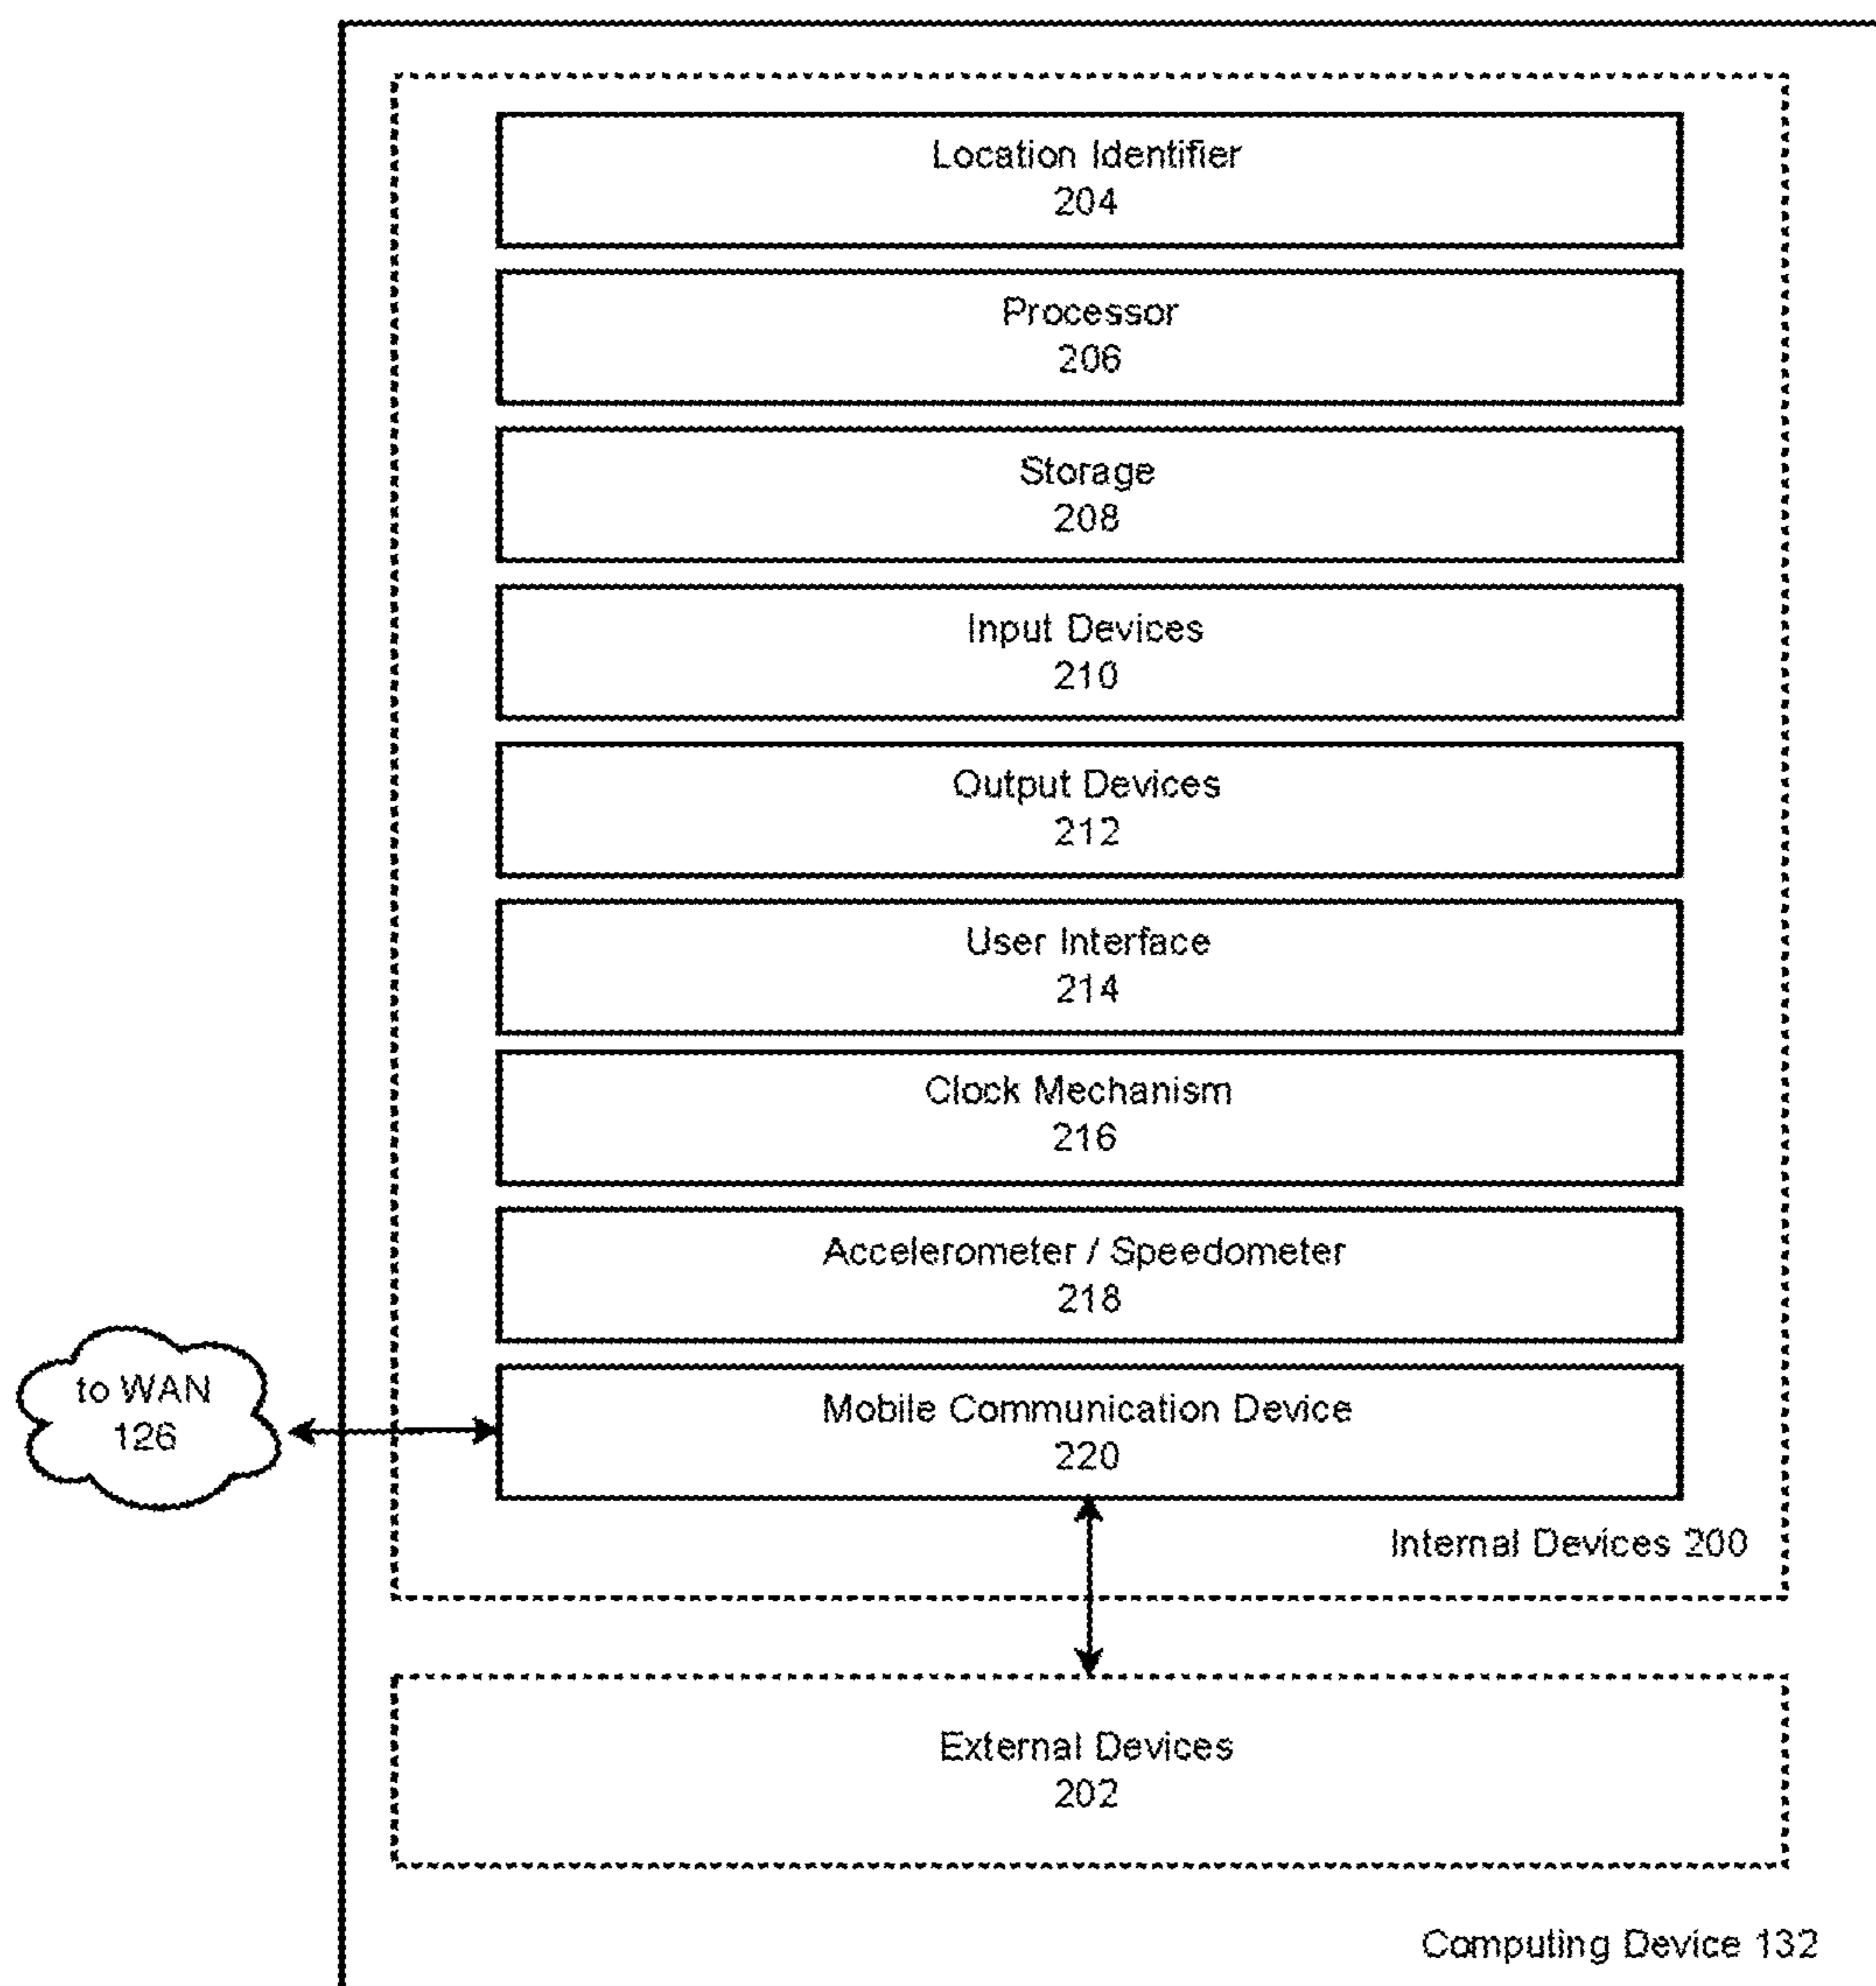 Location Identifier
204
Processor
206
Storage
208
Input Devices
210
Output Devices
212
User Interface
214
Clock Mechanism
216
Accelerometer / Speedometer
218
to WAN
126
Mobile Communication Device
220
Internal Devices 200
External Devices
202
Computing Device 132